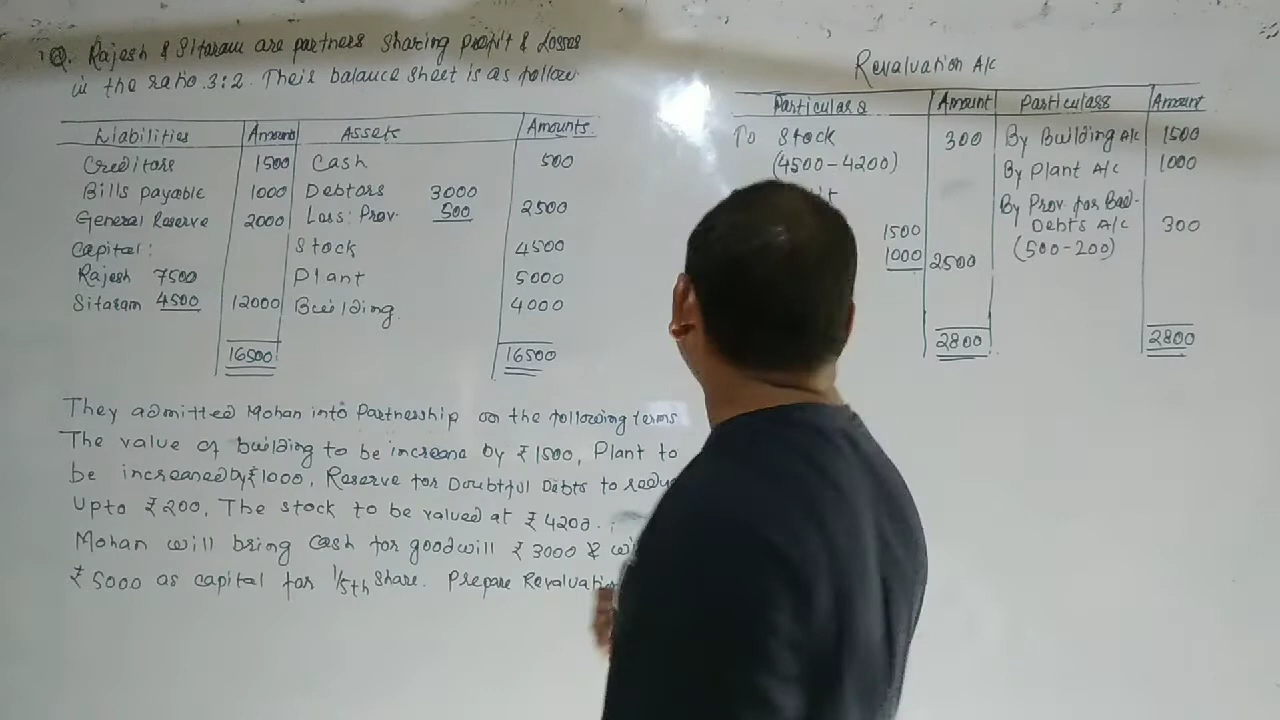 Q. Rajesh & Sitaram are partners sharing profit & Losses
in the ratio 3:2. Their balance sheet is as follow
Liabilities Amount Assets Amounts
Creditors 1500 Cash 500
Bills payable 1000 Debtors 3000
General Reserve 2000 Less: Prov. 500 2500
Capital: Stock 4500
Rajesh 7500 Plant 5000
Sitaram 4500 12000 Building 4000
16500 16500
They admitted Mohan into Partnership on the following terms
The value of building to be increase by ₹ 1500, Plant to
be increased by ₹ 1000, Reserve for Doubtful Debts to
Upto ₹ 200, The stock to be valued at ₹ 4200.
Mohan will bring cash for goodwill ₹ 3000 &
₹ 5000 as capital for 1/5th share. Prepare
Revaluation A/c
Particulars Amount Particulars Amount
To Stock 300 By Building A/c 1500
(4500-4200) By Plant A/c 1000
By Prov. for Bad-
1500 Debts A/c 300
1000 2500 (500-200)
2800 2800